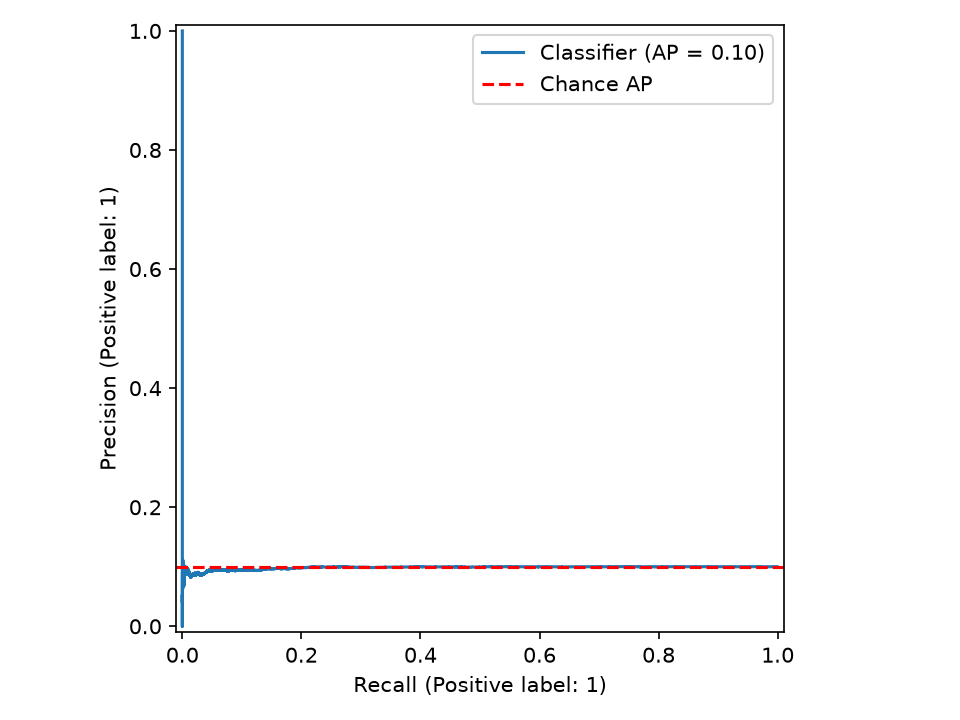 Classifier (AP = 0.10)
Chance AP
Precision (Positive label: 1)
1.0
0.8
0.6
0.4
0.2
0.0
0.0 0.2 0.4 0.6 0.8 1.0
Recall (Positive label: 1)